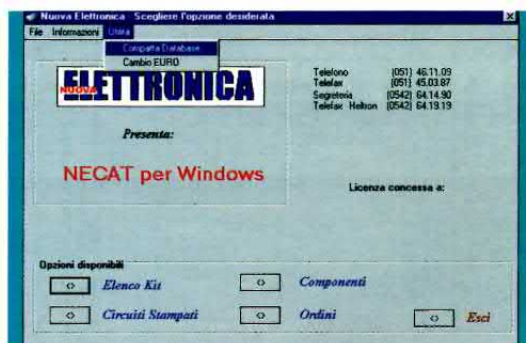 Nuova Elettronica - Scegliere l'opzione desiderata
File Informazioni Utilità
Compatta Database
Cambio EURO
NUOVA ELETTRONICA
Presenta:
NECAT per Windows
Telefono (051) 46.11.09
Telefax (051) 45.03.87
Segreteria (0542) 64.14.90
Telefax Heltron (0542) 64.19.19
Licenza concessa a:
Opzioni disponibili
Elenco Kit
Componenti
Circuiti Stampati
Ordini
Esci